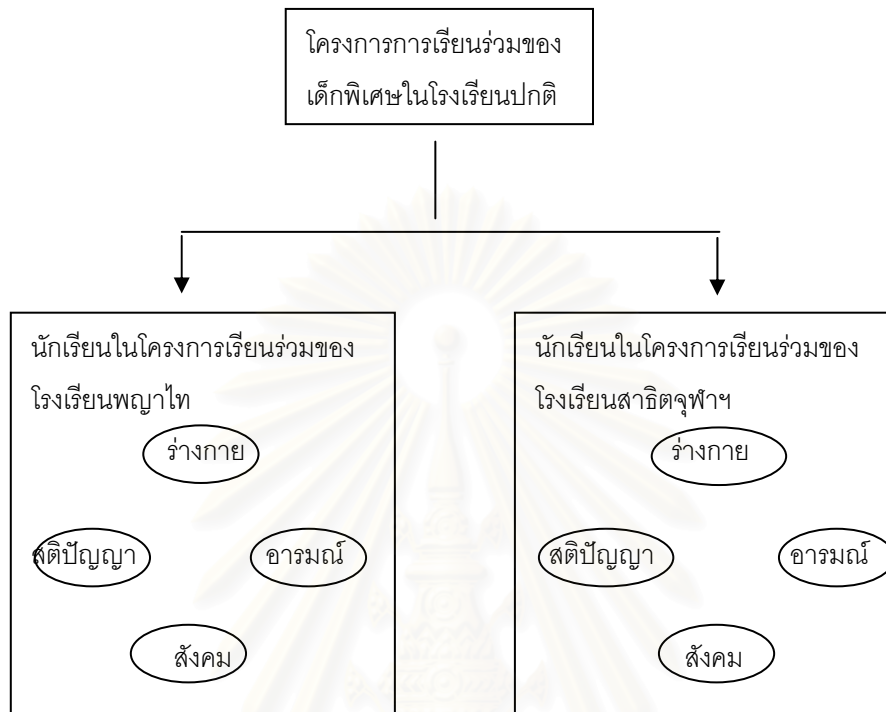 โครงการการเรียนร่วมของ
เด็กพิเศษในโรงเรียนปกติ
นักเรียนในโครงการเรียนร่วมของ
โรงเรียนพญาไท
ร่างกาย
สติปัญญา
อารมณ์
สังคม
นักเรียนในโครงการเรียนร่วมของ
โรงเรียนสาธิตจุฬาฯ
ร่างกาย
สติปัญญา
อารมณ์
สังคม